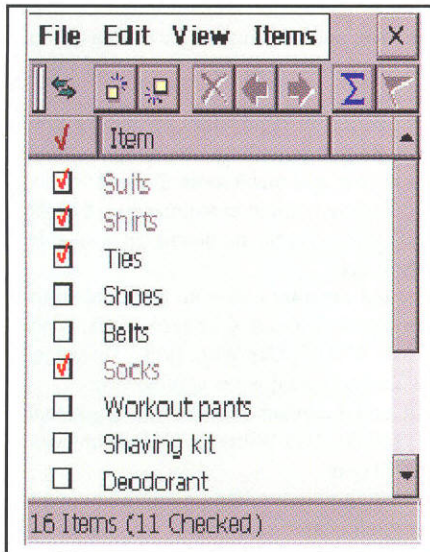 File Edit View Items X
Σ
√ Item
Suits
Shirts
Ties
Shoes
Belts
Socks
Workout pants
Shaving kit
Deodorant
16 Items (11 Checked)